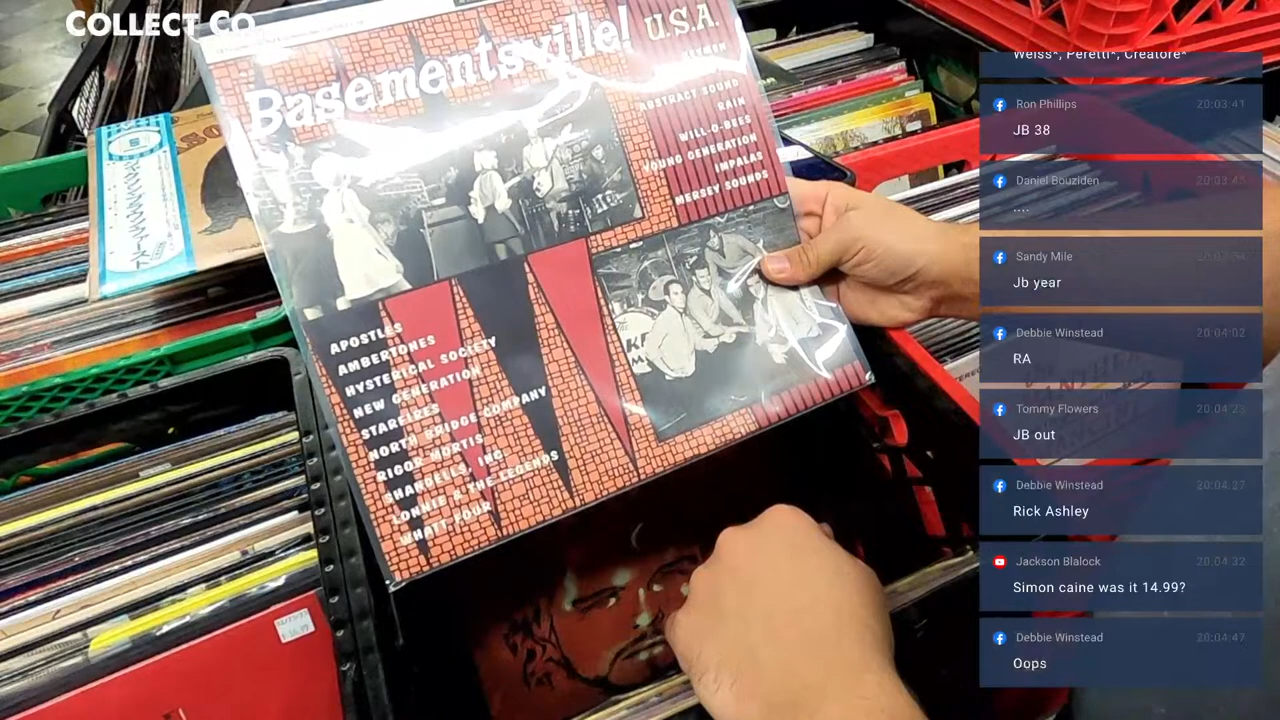 COLLECT CO.
Basementsville! U.S.A.
ABSTRACT SOUND
RAIN
WILL-O-BEES
YOUNG GENERATION
IMPALAS
MERSEY SOUNDS
APOSTLES
AMBERTONES
HYSTERICAL SOCIETY
NEW GENERATION
STARFIRES
NORTH BRIDGE COMPANY
RIGOR MORTIS
SHANDELS, INC.
LONNIE & THE LEGENDS
WHATT FOUR
Weiss*, Peretti*, Creatore*
Ron Phillips 20:03:41
JB 38
Daniel Bouziden 20:03:45
....
Sandy Mile
Jb year
Debbie Winstead 20:04:02
RA
Tommy Flowers 20:04:23
JB out
Debbie Winstead 20:04:27
Rick Ashley
Jackson Blalock 20:04:32
Simon caine was it 14.99?
Debbie Winstead 20:04:47
Oops